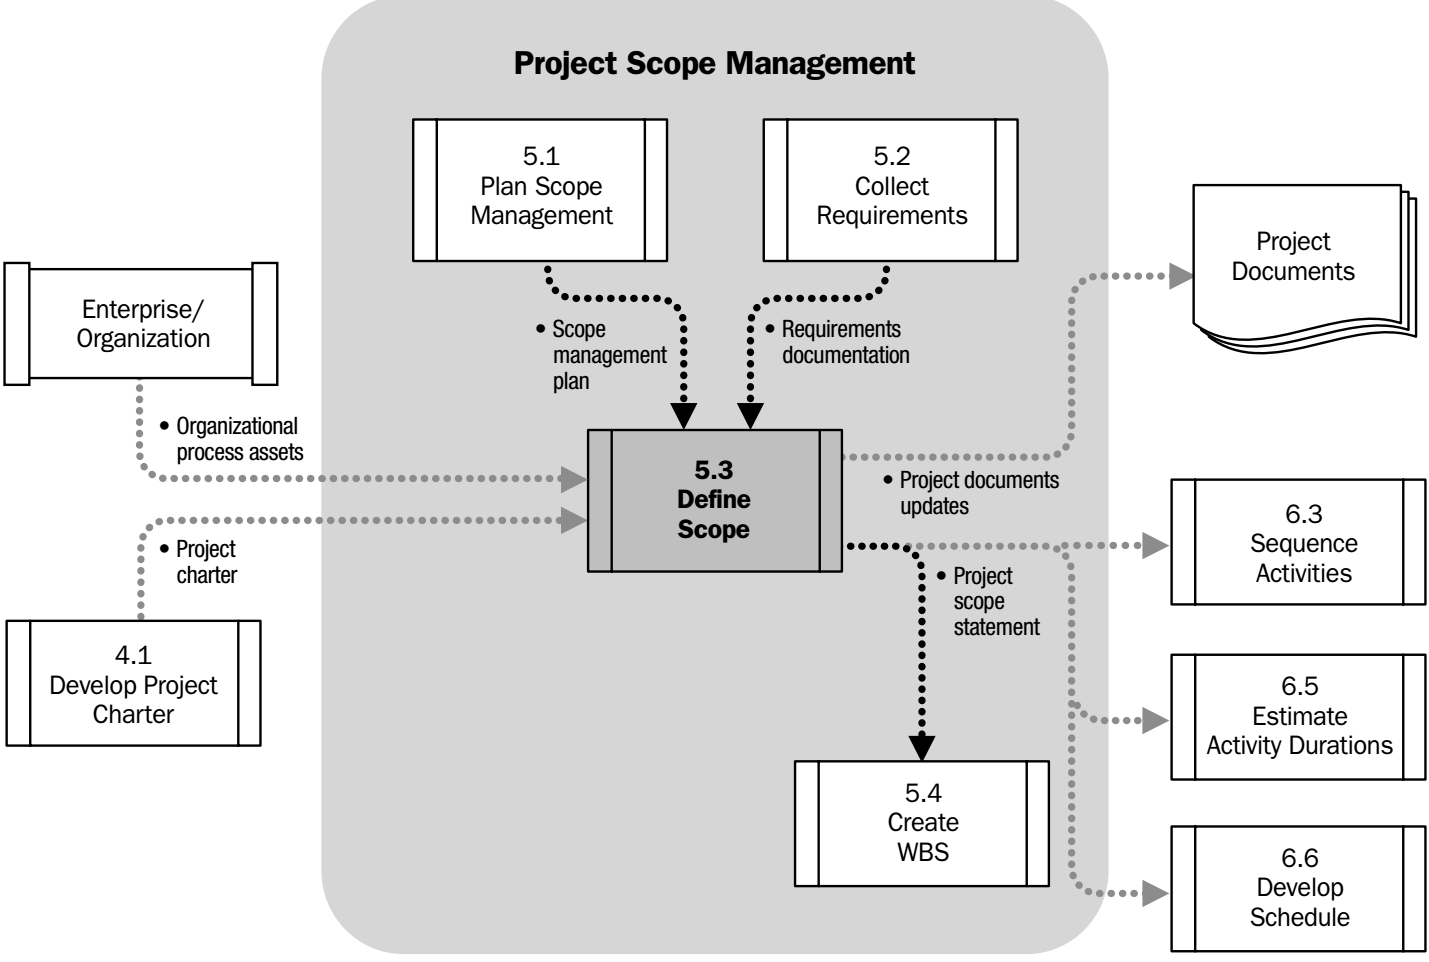 Project Scope Management
5.1
Plan Scope
Management
5.2
Collect
Requirements
Project
Documents
Enterprise/
Organization
• Scope
management
plan
• Requirements
documentation
• Organizational
process assets
5.3
Define
Scope
• Project documents
updates
6.3
Sequence
Activities
• Project
charter
• Project
scope
statement
4.1
Develop Project
Charter
6.5
Estimate
Activity Durations
5.4
Create
WBS
6.6
Develop
Schedule